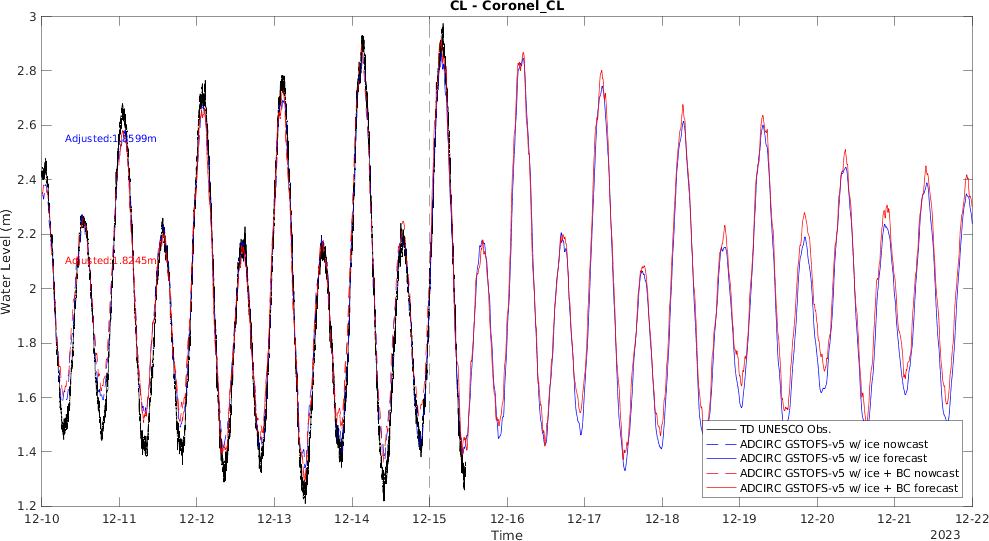 CL - Coronel_CL
3
2.8
2.6
2.4
2.2
2
1.8
1.6
1.4
1.2
Water Level (m)
Adjusted:1.8599m
Adjusted:1.8245m
TD UNESCO Obs.
ADCIRC GSTOFS-v5 w/ ice nowcast
ADCIRC GSTOFS-v5 w/ ice forecast
ADCIRC GSTOFS-v5 w/ ice + BC nowcast
ADCIRC GSTOFS-v5 w/ ice + BC forecast
12-10 12-11 12-12 12-13 12-14 12-15 12-16 12-17 12-18 12-19 12-20 12-21 12-22
Time
2023